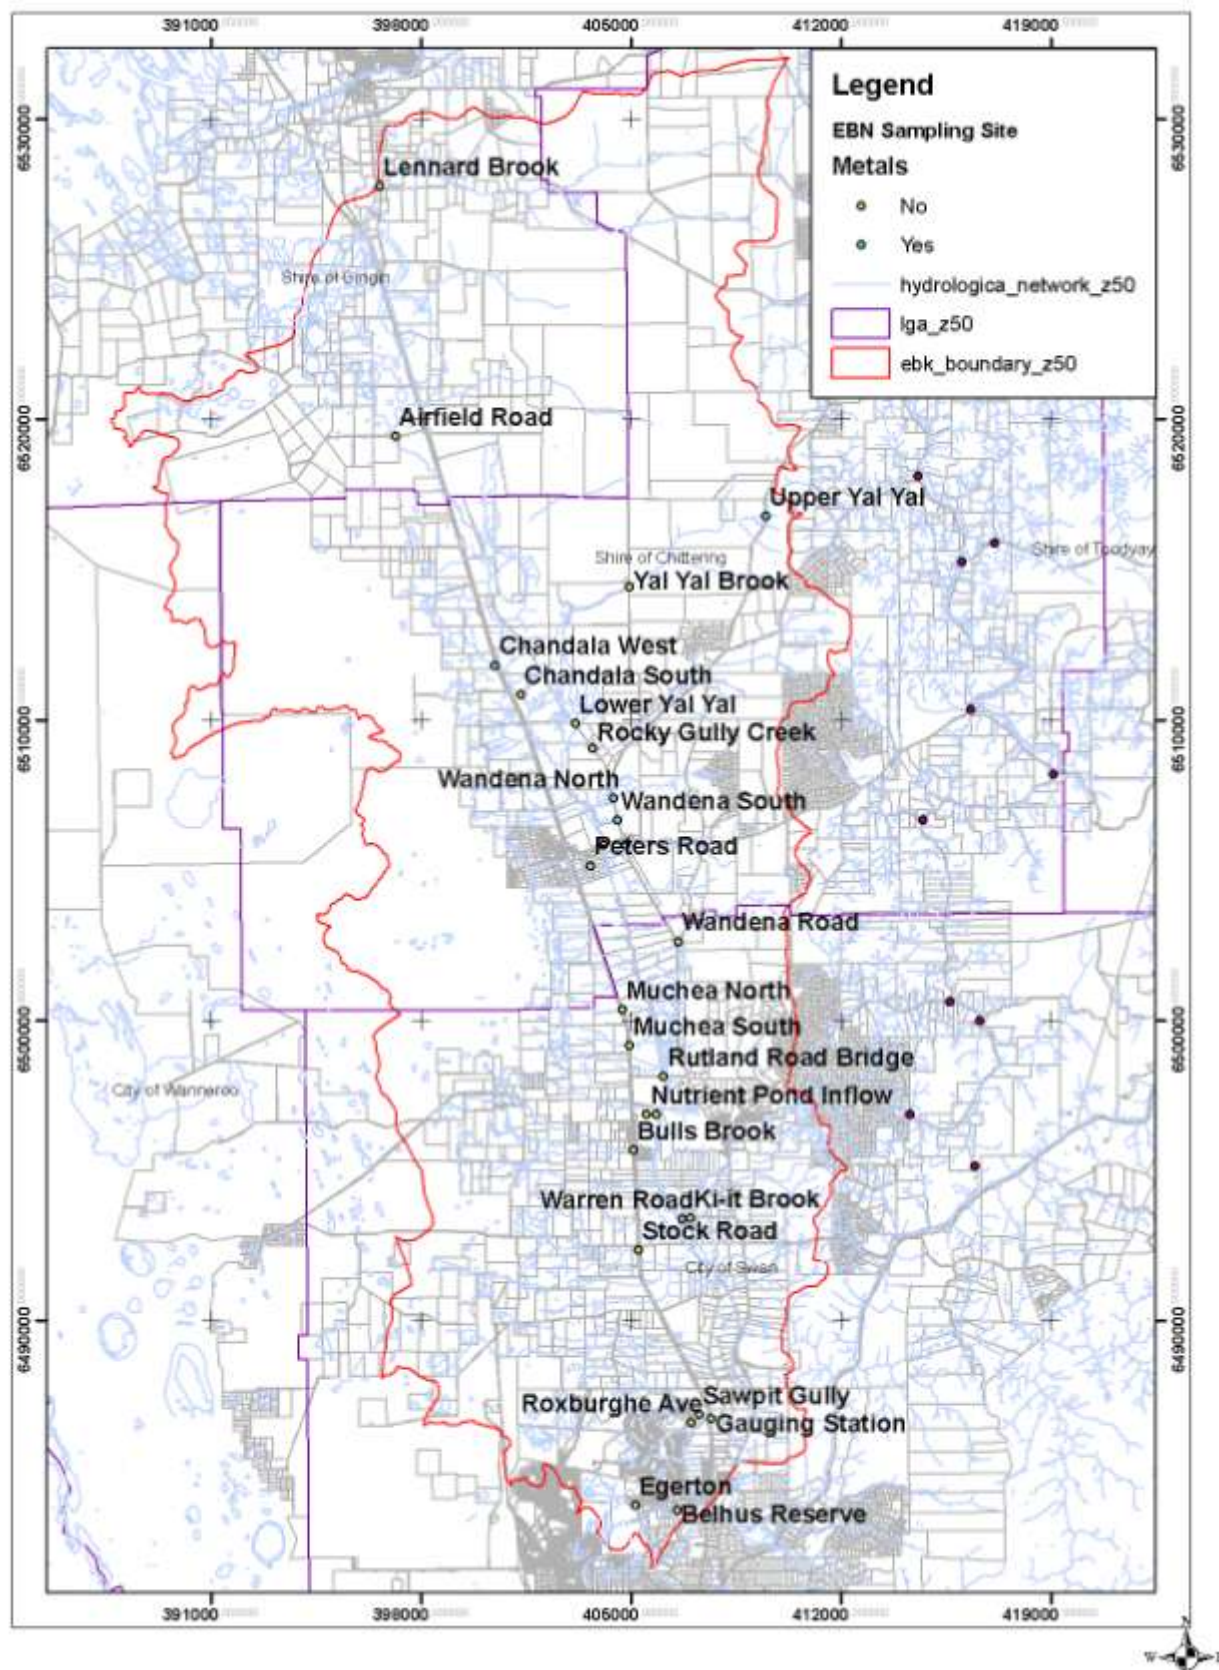 391000 398000 405000 412000 419000
Legend
EBN Sampling Site
Metals
No
Yes
hydrologica_network_z50
lga_z50
ebk_boundary_z50
6530000 6530000
Lennard Brook
Shire of Gingin
Airfield Road
6520000 6520000
Upper Yal Yal
Shire of Chittering
Shire of Toodyay
Yal Yal Brook
Chandala West
Chandala South
Lower Yal Yal
6510000 6510000
Rocky Gully Creek
Wandena North
Wandena South
Peters Road
Wandena Road
Muchea North
6500000 6500000
Muchea South
Rutland Road Bridge
City of Wanneroo
Nutrient Pond Inflow
Bulls Brook
Warren Road Ki-it Brook
Stock Road
City of Swan
6490000 6490000
Sawpit Gully
Roxburghe Ave
Gauging Station
Egerton
Belhus Reserve
391000 398000 405000 412000 419000
W